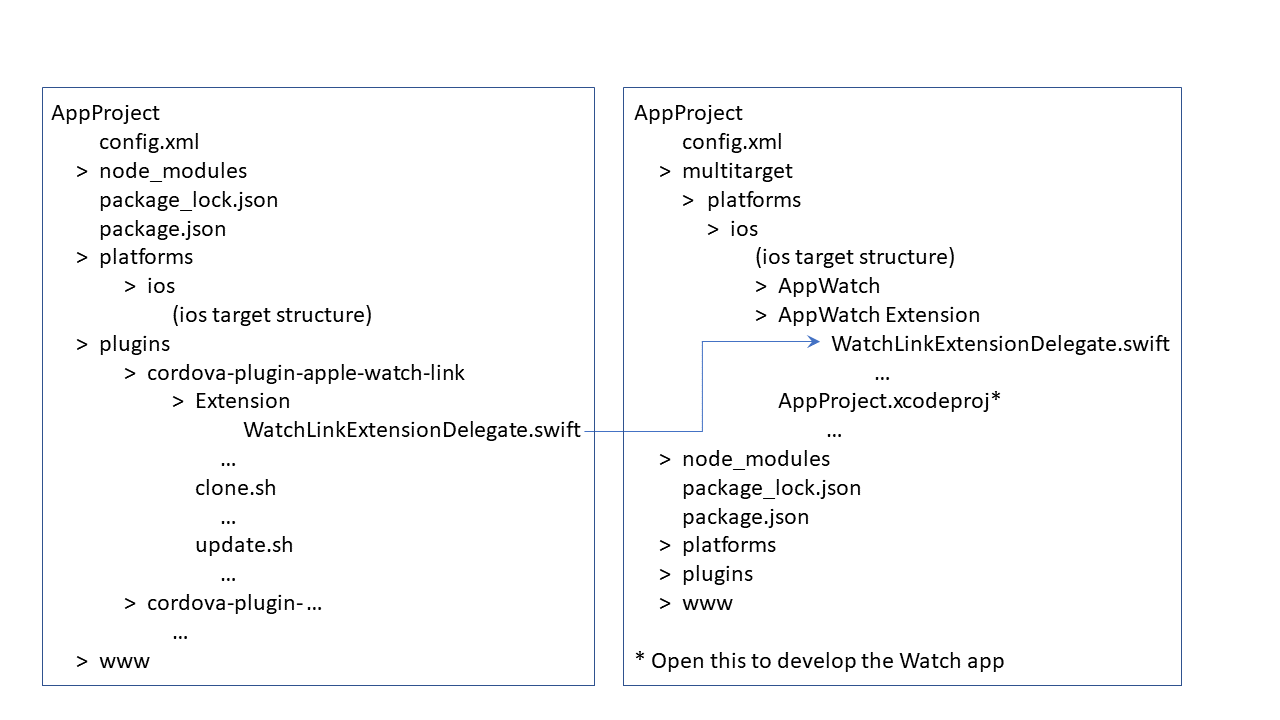 AppProject
config.xml
> node_modules
package_lock.json
package.json
> platforms
> ios
(ios target structure)
> plugins
> cordova-plugin-apple-watch-link
> Extension
WatchLinkExtensionDelegate.swift
...
clone.sh
...
update.sh
...
> cordova-plugin- ...
...
> www
AppProject
config.xml
> multitarget
> platforms
> ios
(ios target structure)
> AppWatch
> AppWatch Extension
WatchLinkExtensionDelegate.swift
...
AppProject.xcodeproj*
...
> node_modules
package_lock.json
package.json
> platforms
> plugins
> www
* Open this to develop the Watch app